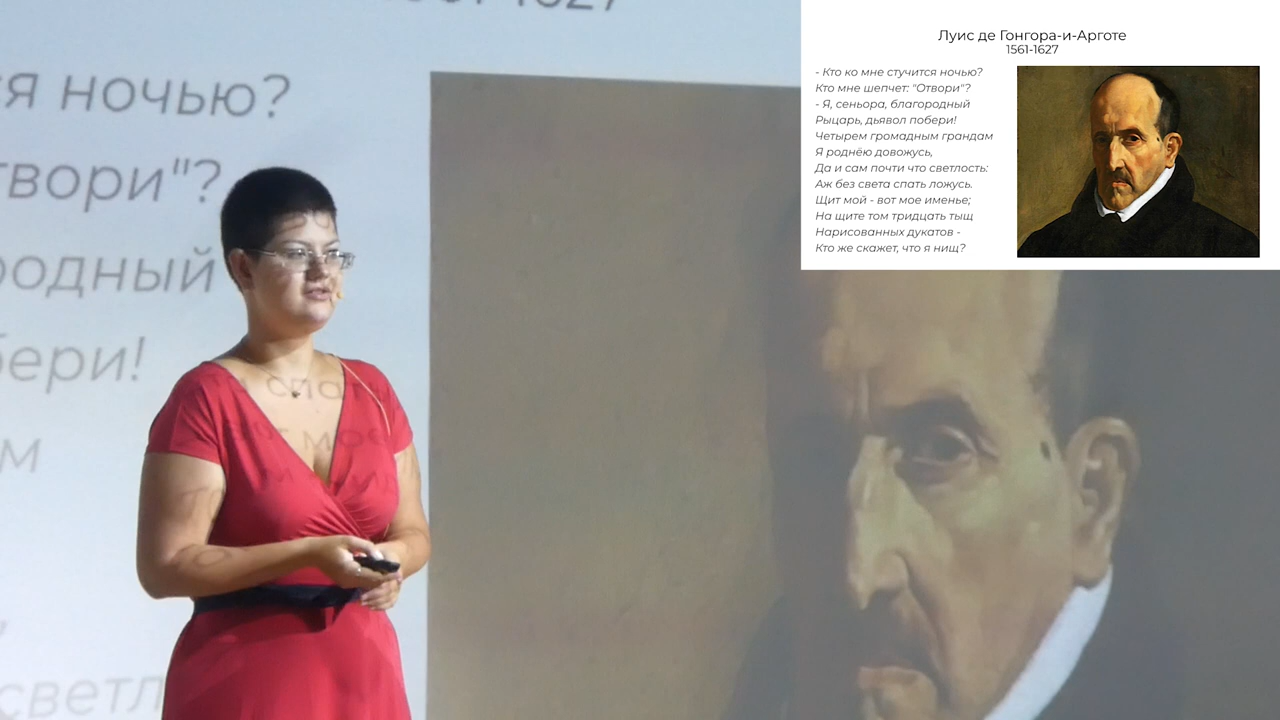 1627
я ночью?
твори"?
родный
бери!
м
светл
Луис де Гонгора-и-Арготе
1561-1627
- Кто ко мне стучится ночью?
Кто мне шепчет: "Отвори"?
- Я, сеньора, благородный
Рыцарь, дьявол побери!
Четырем громадным грандам
Я роднёю довожусь,
Да и сам почти что светлость:
Аж без света спать ложусь.
Щит мой - вот мое именье;
На щите том тридцать тыщ
Нарисованных дукатов -
Кто же скажет, что я нищ?